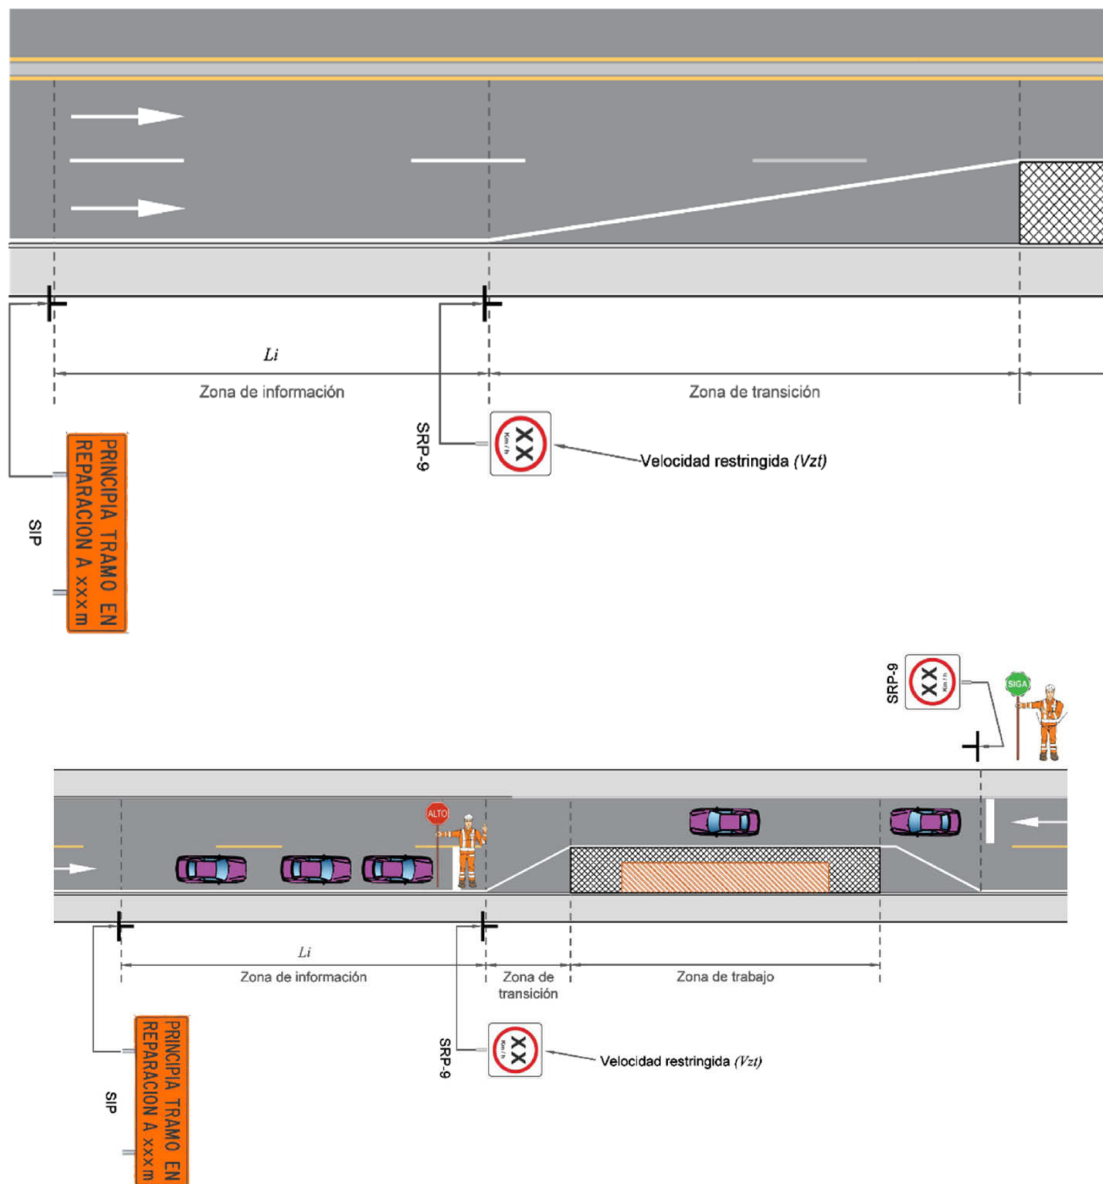 Li
Zona de información
Zona de transición
SRP-9
XX
Km / h
Velocidad restringida (Vzt)
SIP
PRINCIPIA TRAMO EN
REPARACION A xxx m
SRP-9
XX
Km / h
SIGA
ALTO
Li
Zona de información
Zona de
transición
Zona de trabajo
SRP-9
XX
Km / h
Velocidad restringida (Vzt)
SIP
PRINCIPIA TRAMO EN
REPARACION A xxx m